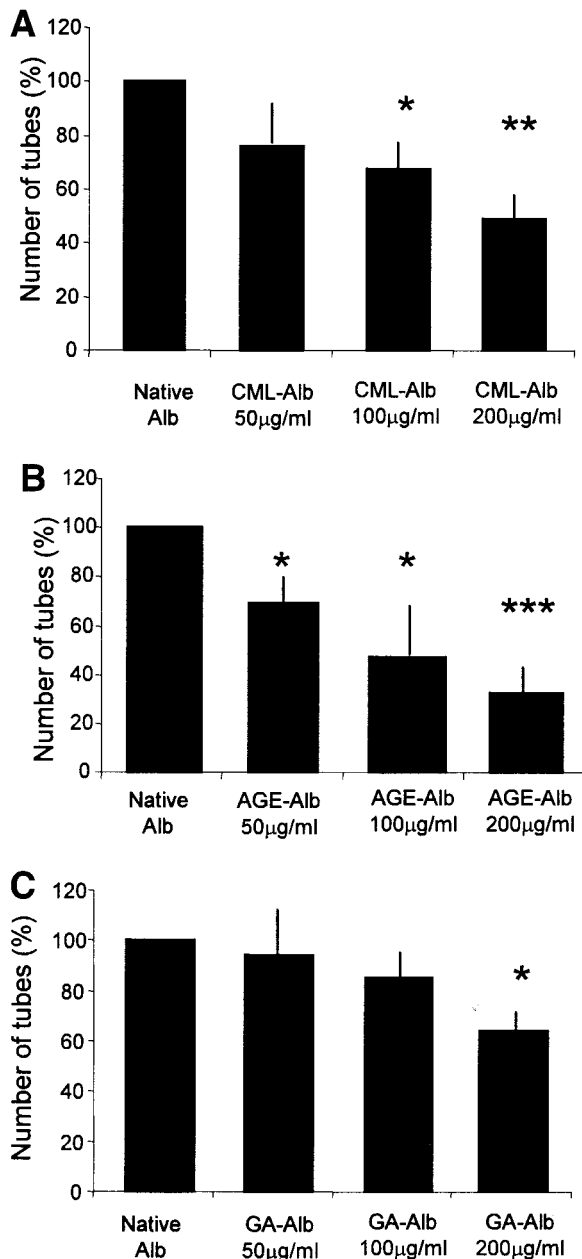 A
Number of tubes (%)
120
100
80
60
40
20
0
*
**
Native
Alb
CML-Alb
50µg/ml
CML-Alb
100µg/ml
CML-Alb
200µg/ml
B
Number of tubes (%)
120
100
80
60
40
20
0
*
*
***
Native
Alb
AGE-Alb
50µg/ml
AGE-Alb
100µg/ml
AGE-Alb
200µg/ml
C
Number of tubes (%)
120
100
80
60
40
20
0
*
Native
Alb
GA-Alb
50µg/ml
GA-Alb
100µg/ml
GA-Alb
200µg/ml